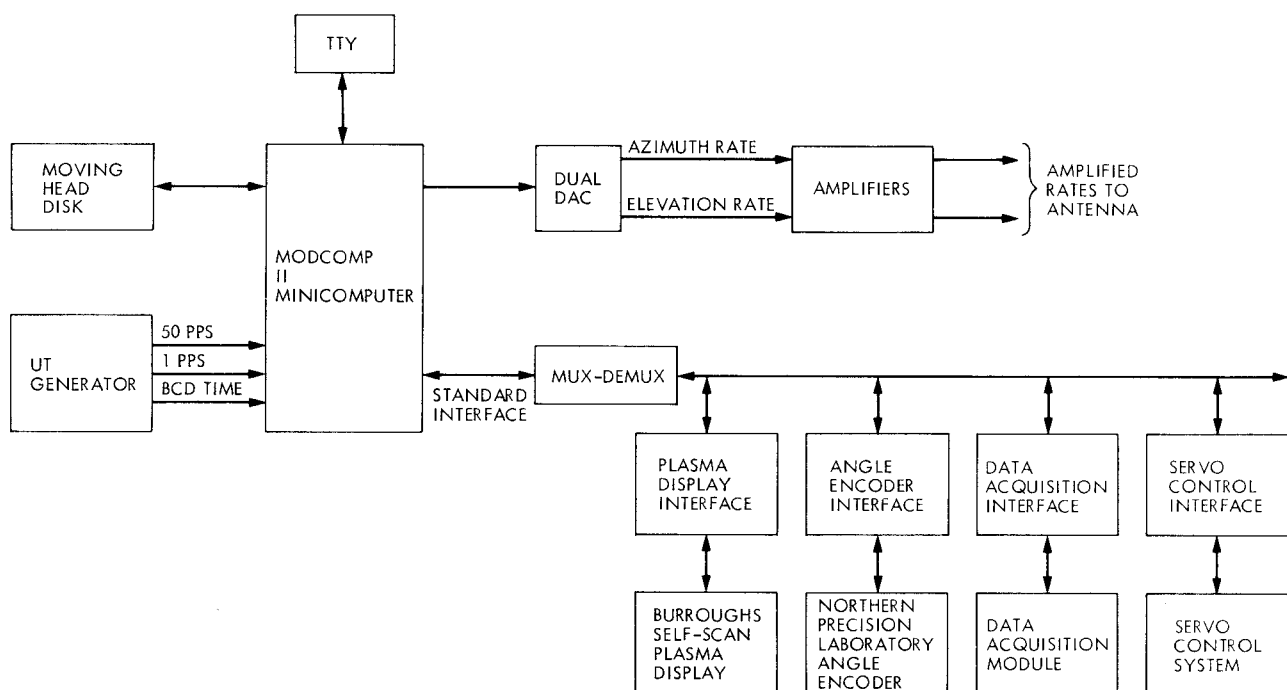 TTY
MOVING
HEAD
DISK
MODCOMP
II
MINICOMPUTER
DUAL
DAC
AZIMUTH RATE
ELEVATION RATE
AMPLIFIERS
AMPLIFIED
RATES TO
ANTENNA
UT
GENERATOR
50 PPS
1 PPS
BCD TIME
STANDARD
INTERFACE
MUX-DEMUX
PLASMA
DISPLAY
INTERFACE
ANGLE
ENCODER
INTERFACE
DATA
ACQUISITION
INTERFACE
SERVO
CONTROL
INTERFACE
BURROUGHS
SELF-SCAN
PLASMA
DISPLAY
NORTHERN
PRECISION
LABORATORY
ANGLE
ENCODER
DATA
ACQUISITION
MODULE
SERVO
CONTROL
SYSTEM